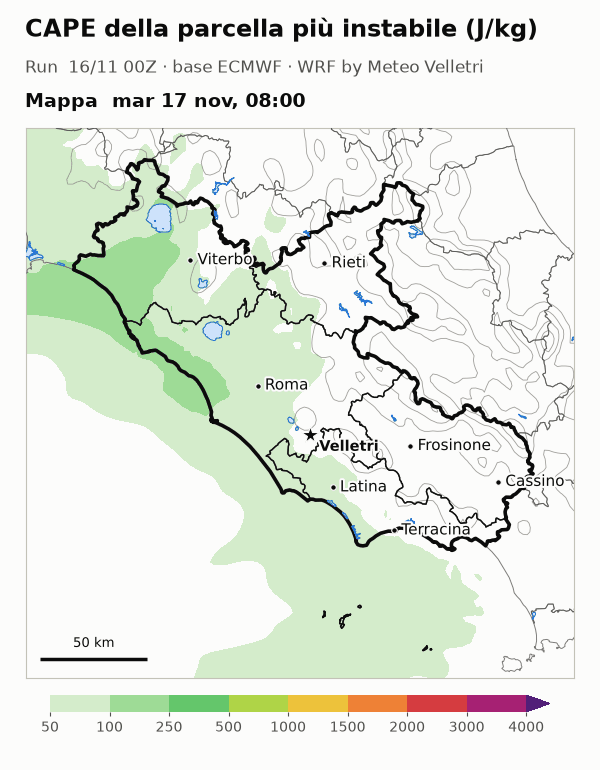 CAPE della parcella più instabile (J/kg)
Run  16/11 00Z · base ECMWF · WRF by Meteo Velletri
Mappa  mar 17 nov, 08:00
Viterbo
Rieti
Roma
Velletri
Frosinone
Cassino
Latina
Terracina
50 km
50 100 250 500 1000 1500 2000 3000 4000